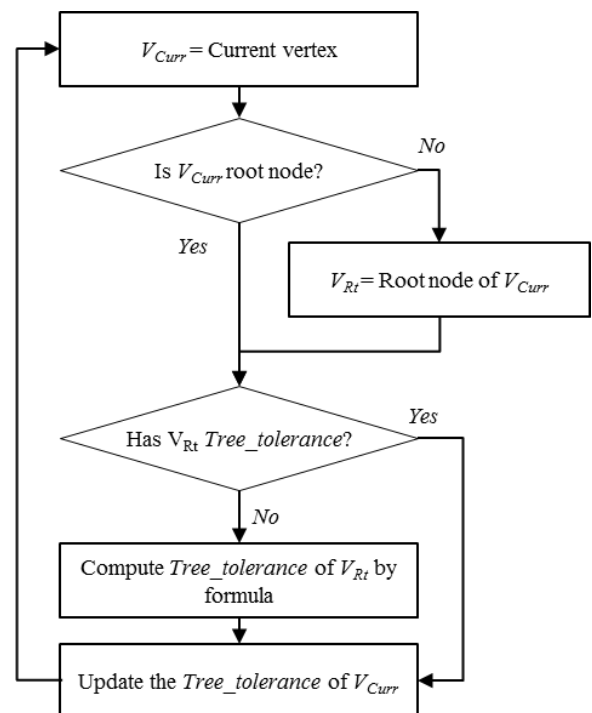 V_Curr = Current vertex
Is V_Curr root node?
No
Yes
V_Rt = Root node of V_Curr
Has V_Rt Tree_tolerance?
Yes
No
Compute Tree_tolerance of V_Rt by
formula
Update the Tree_tolerance of V_Curr